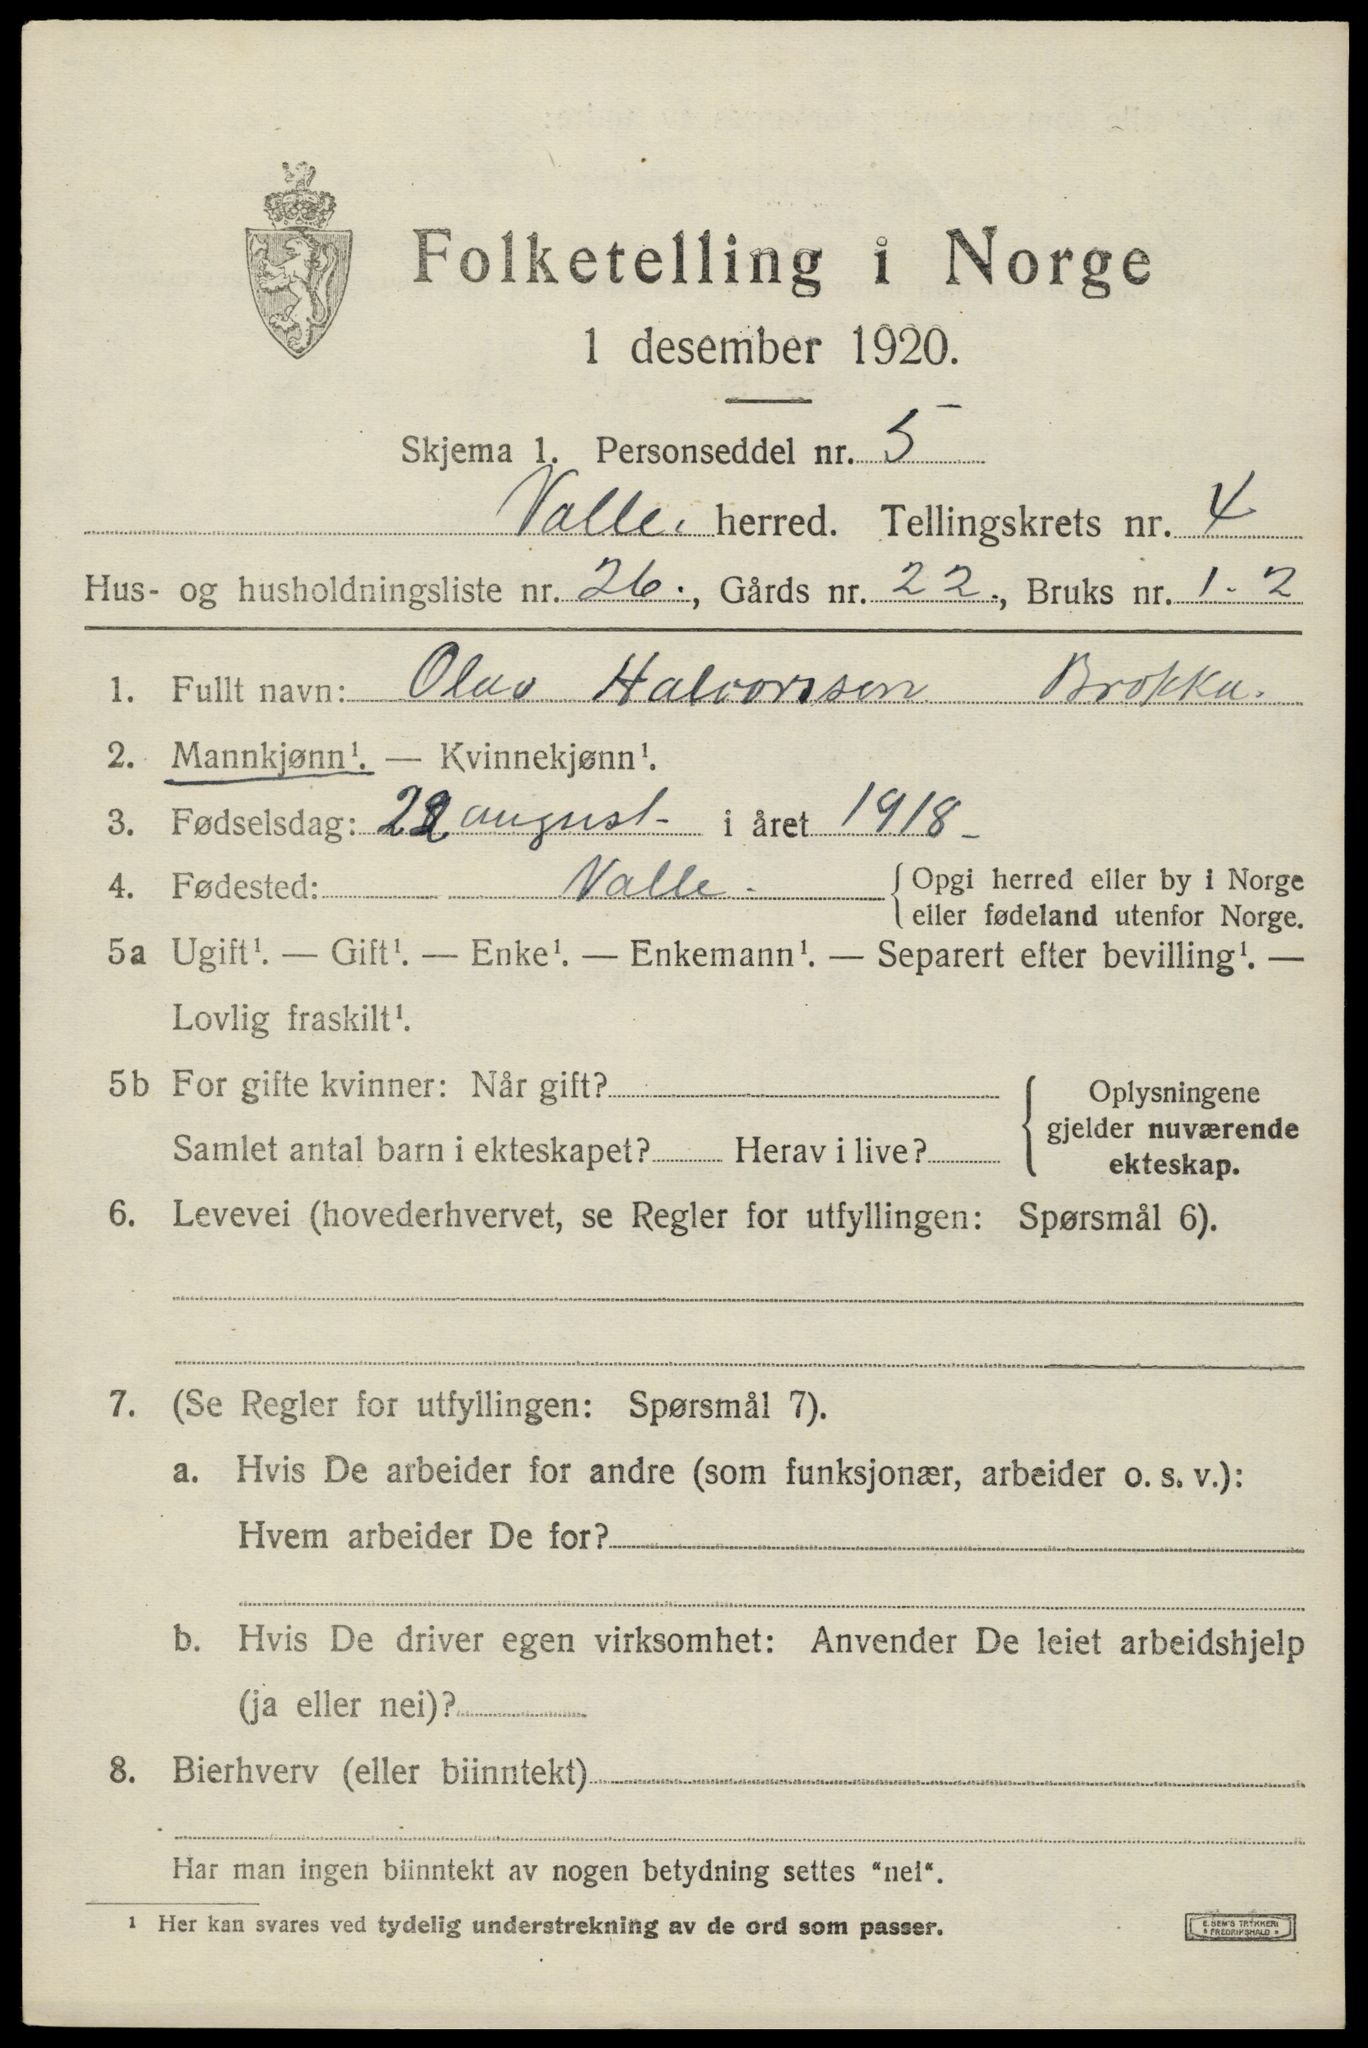 Folketelling i Norge
1 desember 1920.
Skjema 1. Personseddel nr. 5
Valle. herred. Tellingskrets nr. 4
Hus- og husholdningsliste nr. 26., Gårds nr. 22., Bruks nr. 1-2
1. Fullt navn: Olav Halvorssen Brokka.
2. Mannkjønn¹. — Kvinnekjønn¹.
3. Fødselsdag: august i året 1918
4. Fødested: Valle. { Opgi herred eller by i Norge
eller fødeland utenfor Norge.
5a Ugift¹. — Gift¹. — Enke¹. — Enkemann¹. — Separert efter bevilling¹. —
Lovlig fraskilt¹.
5b For gifte kvinner: Når gift? { Oplysningene
gjelder nuværende
Samlet antal barn i ekteskapet? Herav i live? ekteskap.
6. Levevei (hovederhvervet, se Regler for utfyllingen: Spørsmål 6).
7. (Se Regler for utfyllingen: Spørsmål 7).
a. Hvis De arbeider for andre (som funksjonær, arbeider o. s. v.):
Hvem arbeider De for?
b. Hvis De driver egen virksomhet: Anvender De leiet arbeidshjelp
(ja eller nei)?
8. Bierhverv (eller biinntekt)
Har man ingen biinntekt av nogen betydning settes "nei".
¹ Her kan svares ved tydelig understrekning av de ord som passer.
E. SEM'S TRYKKERI
FREDRIKSHALD